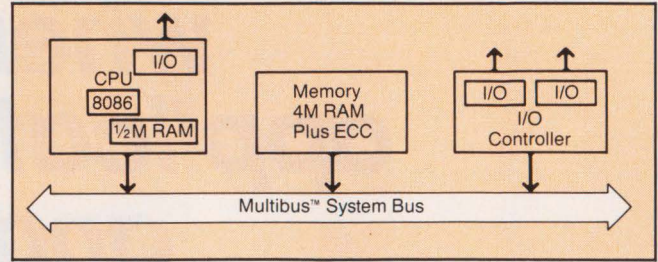 I/O
CPU
8086
½M RAM
Memory
4M RAM
Plus ECC
I/O
I/O
I/O
Controller
Multibus™ System Bus